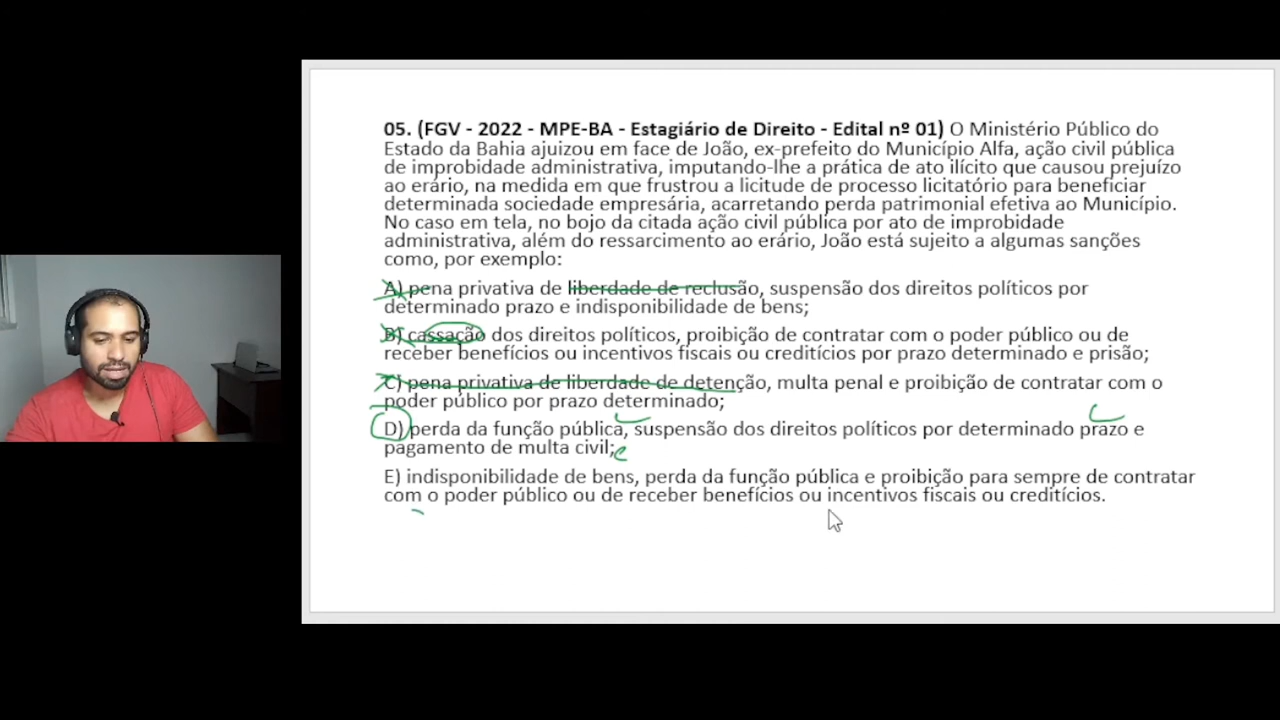 05. (FGV - 2022 - MPE-BA - Estagiário de Direito - Edital nº 01) O Ministério Público do
Estado da Bahia ajuizou em face de João, ex-prefeito do Município Alfa, ação civil pública
de improbidade administrativa, imputando-lhe a prática de ato ilícito que causou prejuízo
ao erário, na medida em que frustrou a licitude de processo licitatório para beneficiar
determinada sociedade empresária, acarretando perda patrimonial efetiva ao Município.
No caso em tela, no bojo da citada ação civil pública por ato de improbidade
administrativa, além do ressarcimento ao erário, João está sujeito a algumas sanções
como, por exemplo:
A) pena privativa de liberdade de reclusão, suspensão dos direitos políticos por
determinado prazo e indisponibilidade de bens;
B) cassação dos direitos políticos, proibição de contratar com o poder público ou de
receber benefícios ou incentivos fiscais ou creditícios por prazo determinado e prisão;
C) pena privativa de liberdade de detenção, multa penal e proibição de contratar com o
poder público por prazo determinado;
D) perda da função pública, suspensão dos direitos políticos por determinado prazo e
pagamento de multa civil;
E) indisponibilidade de bens, perda da função pública e proibição para sempre de contratar
com o poder público ou de receber benefícios ou incentivos fiscais ou creditícios.